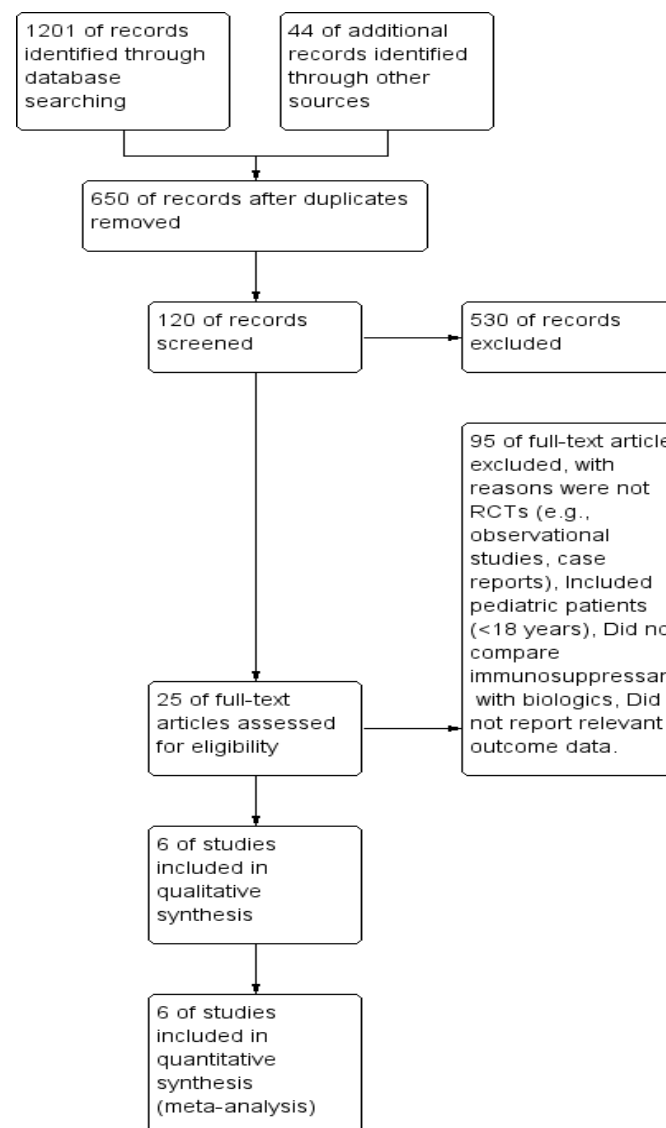 1201 of records
identified through
database
searching
44 of additional
records identified
through other
sources
650 of records after duplicates
removed
120 of records
screened
530 of records
excluded
95 of full-text article
excluded, with
reasons were not
RCTs (e.g.,
observational
studies, case
reports), Included
pediatric patients
(<18 years), Did no
compare
immunosuppressan
with biologics, Did
not report relevant
outcome data.
25 of full-text
articles assessed
for eligibility
6 of studies
included in
qualitative
synthesis
6 of studies
included in
quantitative
synthesis
(meta-analysis)